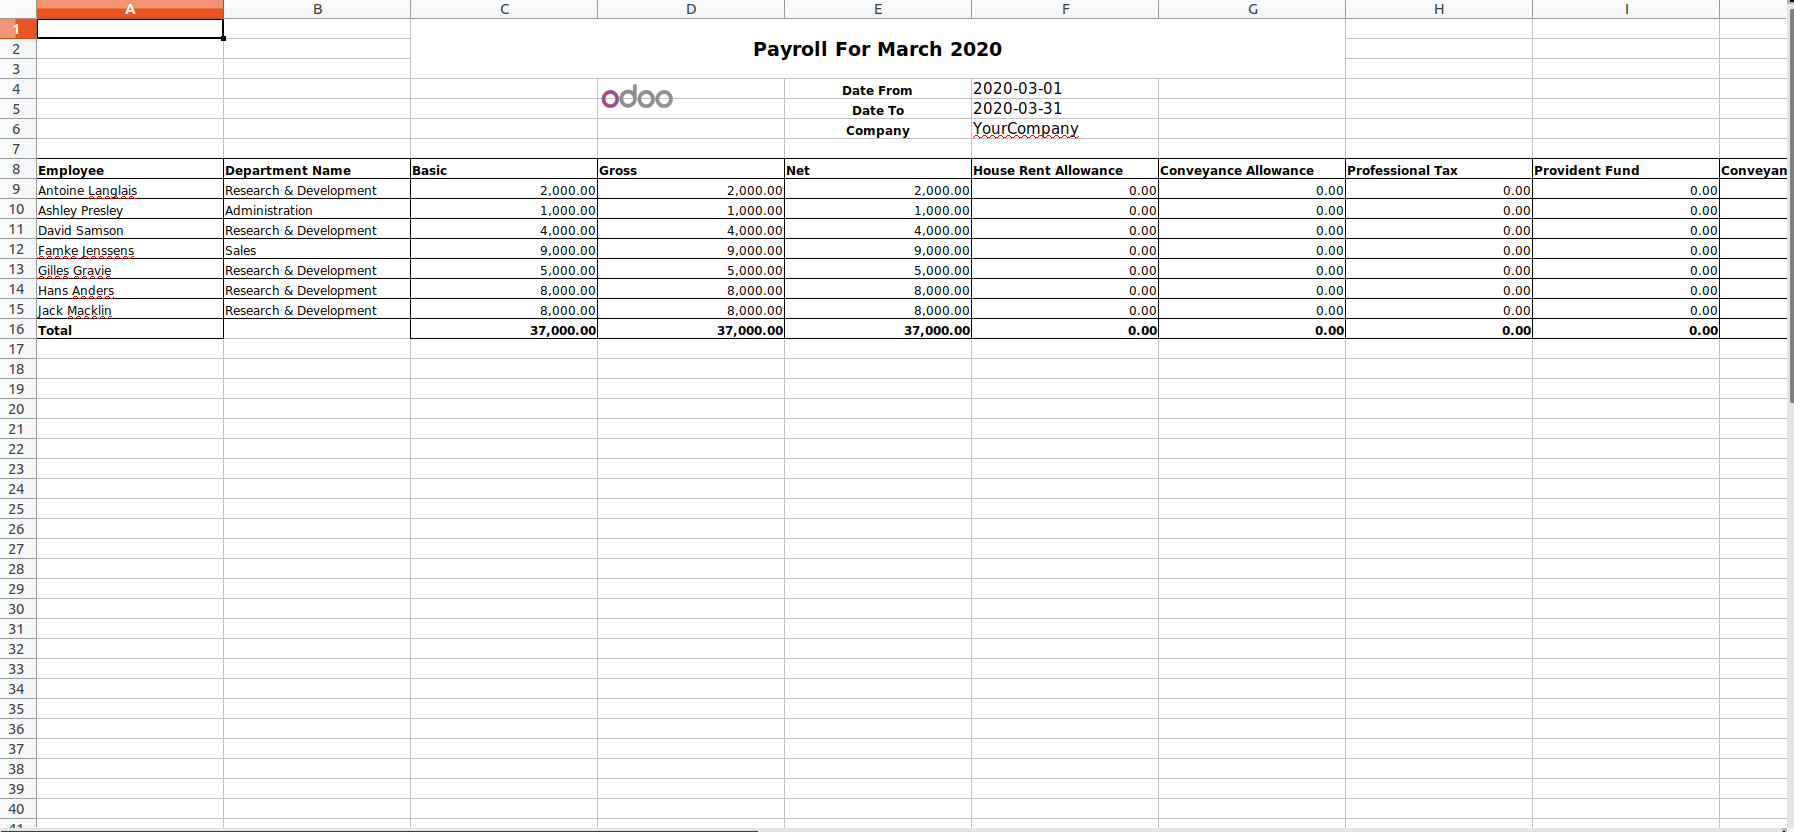 A B C D E F G H I
1
2 Payroll For March 2020
3
4 odoo Date From 2020-03-01
5 Date To 2020-03-31
6 Company YourCompany
7
8 Employee Department Name Basic Gross Net House Rent Allowance Conveyance Allowance Professional Tax Provident Fund Conveyan
9 Antoine Langlais Research & Development 2,000.00 2,000.00 2,000.00 0.00 0.00 0.00 0.00
10 Ashley Presley Administration 1,000.00 1,000.00 1,000.00 0.00 0.00 0.00 0.00
11 David Samson Research & Development 4,000.00 4,000.00 4,000.00 0.00 0.00 0.00 0.00
12 Famke Jenssens Sales 9,000.00 9,000.00 9,000.00 0.00 0.00 0.00 0.00
13 Gilles Gravie Research & Development 5,000.00 5,000.00 5,000.00 0.00 0.00 0.00 0.00
14 Hans Anders Research & Development 8,000.00 8,000.00 8,000.00 0.00 0.00 0.00 0.00
15 Jack Macklin Research & Development 8,000.00 8,000.00 8,000.00 0.00 0.00 0.00 0.00
16 Total 37,000.00 37,000.00 37,000.00 0.00 0.00 0.00 0.00
17
18
19
20
21
22
23
24
25
26
27
28
29
30
31
32
33
34
35
36
37
38
39
40
41